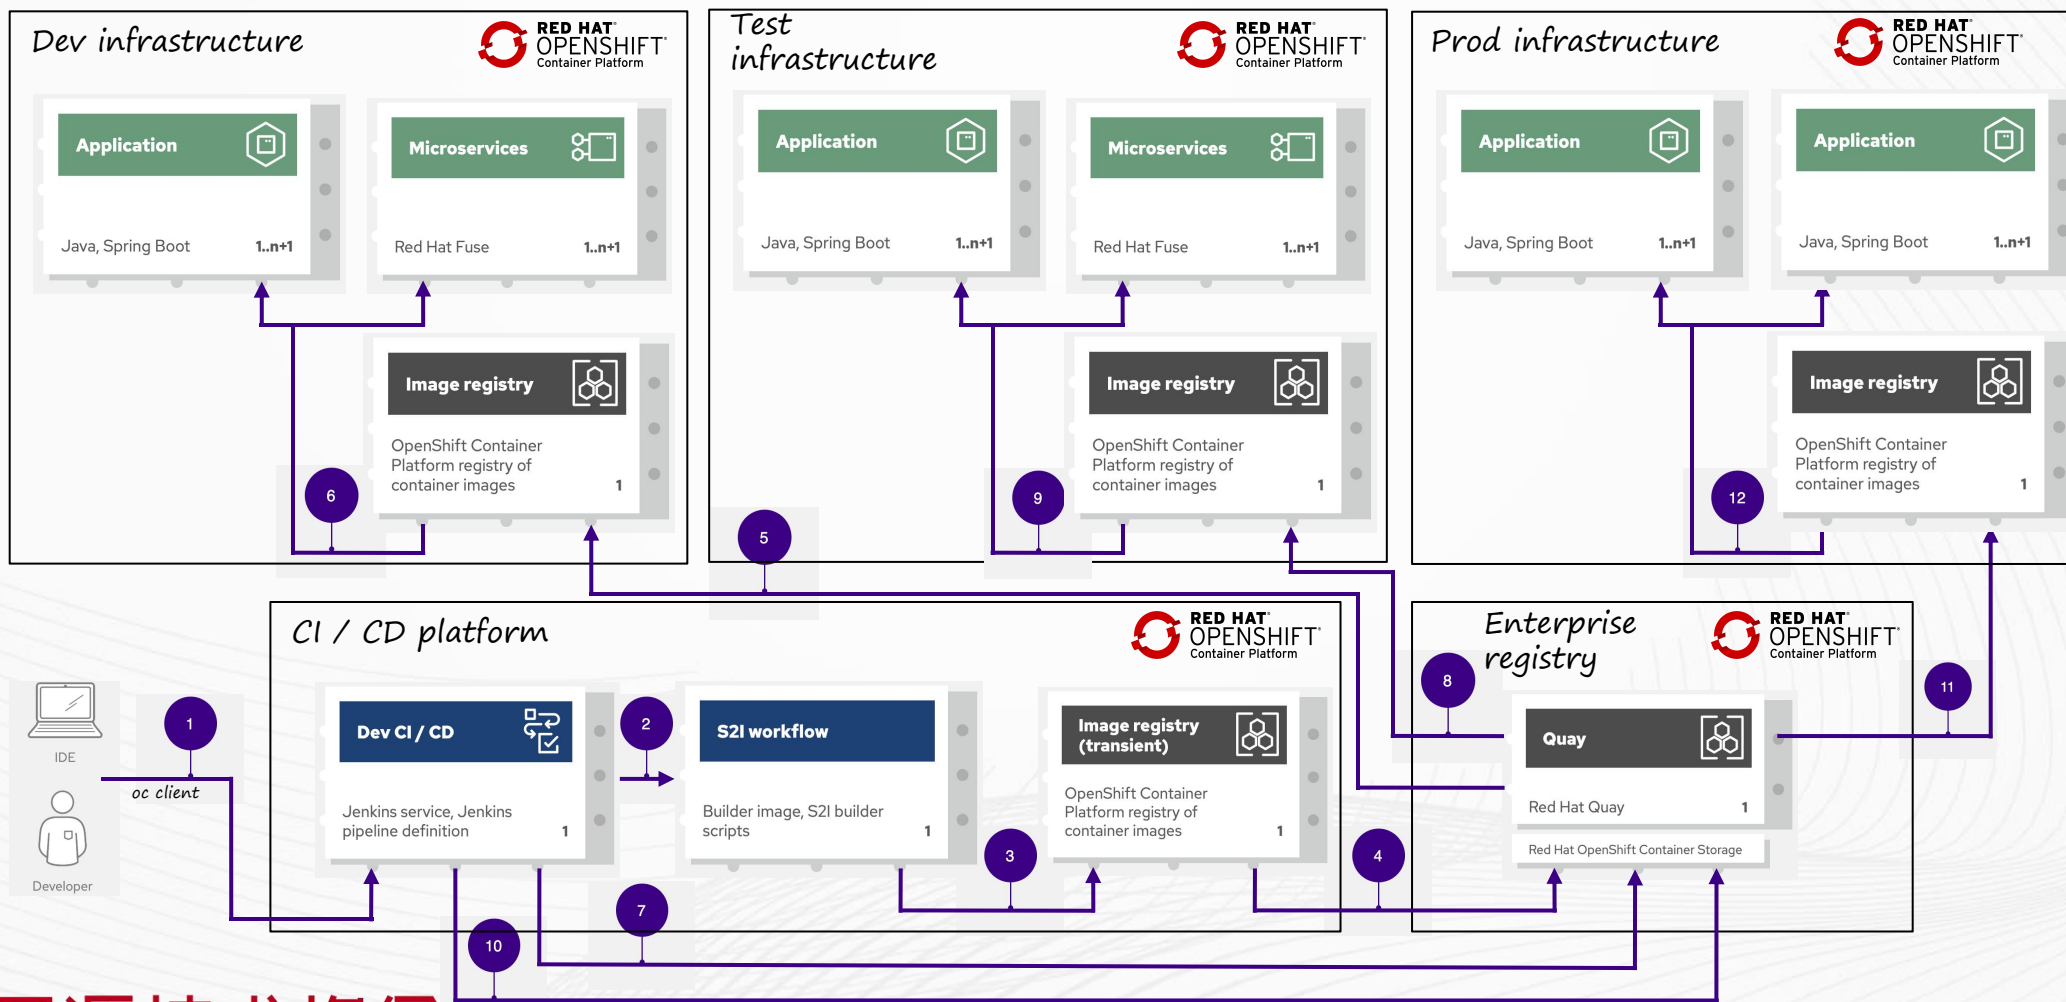 Dev infrastructure
RED HAT
OPENSHIFT
Container Platform
Application
Java, Spring Boot
1..n+1
Microservices
Red Hat Fuse
1..n+1
Image registry
OpenShift Container
Platform registry of
container images
1
6
Test
infrastructure
RED HAT
OPENSHIFT
Container Platform
Application
Java, Spring Boot
1..n+1
Microservices
Red Hat Fuse
1..n+1
Image registry
OpenShift Container
Platform registry of
container images
1
9
5
Prod infrastructure
RED HAT
OPENSHIFT
Container Platform
Application
Java, Spring Boot
1..n+1
Application
Java, Spring Boot
1..n+1
Image registry
OpenShift Container
Platform registry of
container images
1
12
IDE
Developer
1
oc client
CI / CD platform
RED HAT
OPENSHIFT
Container Platform
Dev CI / CD
Jenkins service, Jenkins
pipeline definition
1
2
S2I workflow
Builder image, S2I builder
scripts
1
3
Image registry
(transient)
OpenShift Container
Platform registry of
container images
1
4
7
10
Enterprise
registry
RED HAT
OPENSHIFT
Container Platform
8
11
Quay
Red Hat Quay
1
Red Hat OpenShift Container Storage